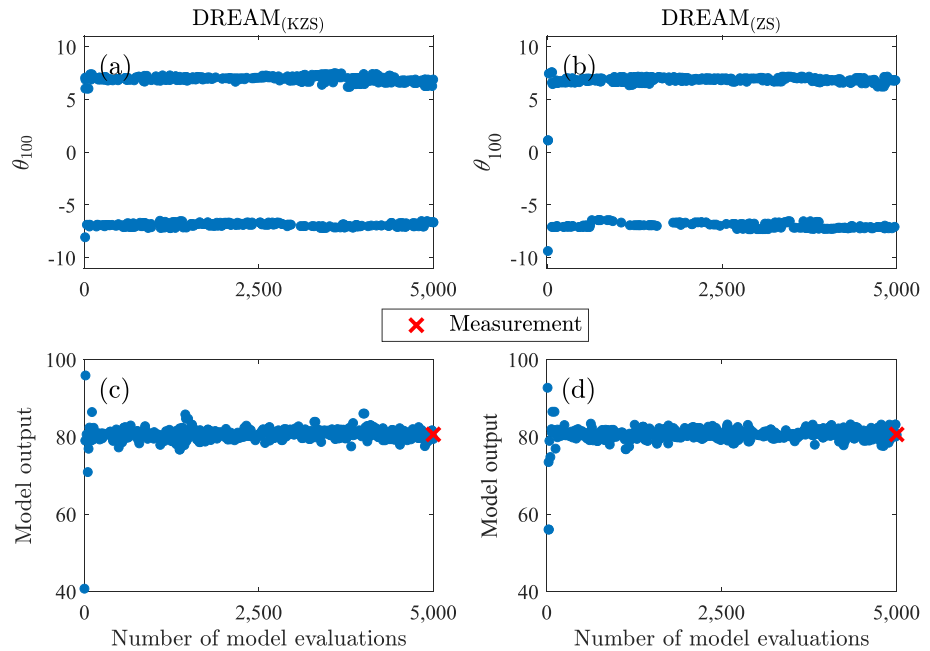 DREAM(KZS)
DREAM(ZS)
10
5
0
-5
-10
θ100
(a)
0
2,500
5,000
10
5
0
-5
-10
θ100
(b)
0
2,500
5,000
Measurement
100
80
60
40
Model output
(c)
0
2,500
5,000
Number of model evaluations
100
80
60
40
Model output
(d)
0
2,500
5,000
Number of model evaluations